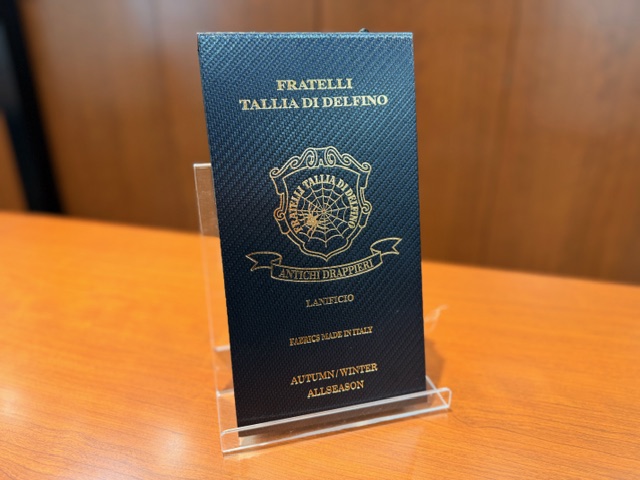 FRATELLI
TALLIA DI DELFINO
FRATELLI TALLIA DI DELFINO
ANTICHI DRAPPIERI
LANIFICIO
FABRICS MADE IN ITALY
AUTUMN/WINTER
ALLSEASON